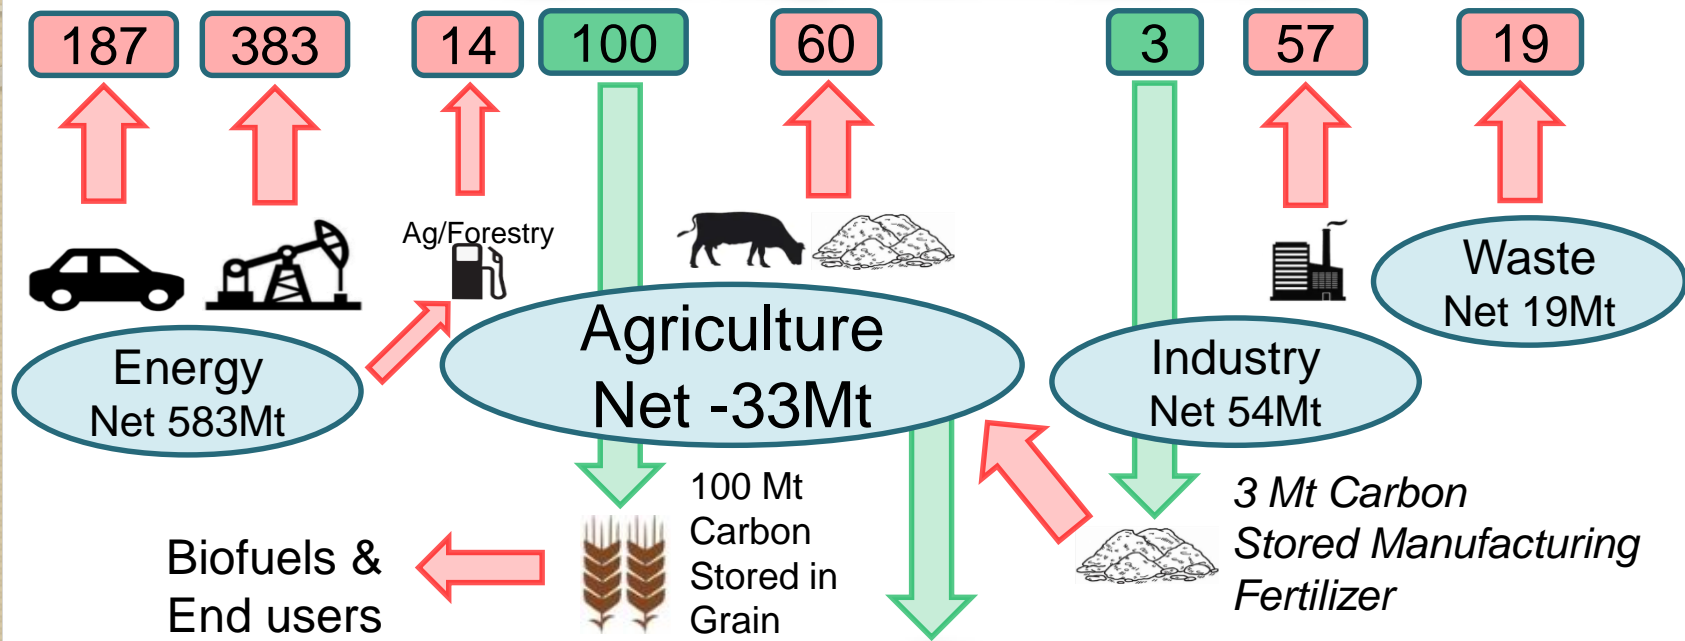 187
383
14
100
60
3
57
19
Ag/Forestry
Energy
Net 583Mt
Agriculture
Net -33Mt
Industry
Net 54Mt
Waste
Net 19Mt
Biofuels &
End users
100 Mt
Carbon
Stored in
Grain
3 Mt Carbon
Stored Manufacturing
Fertilizer